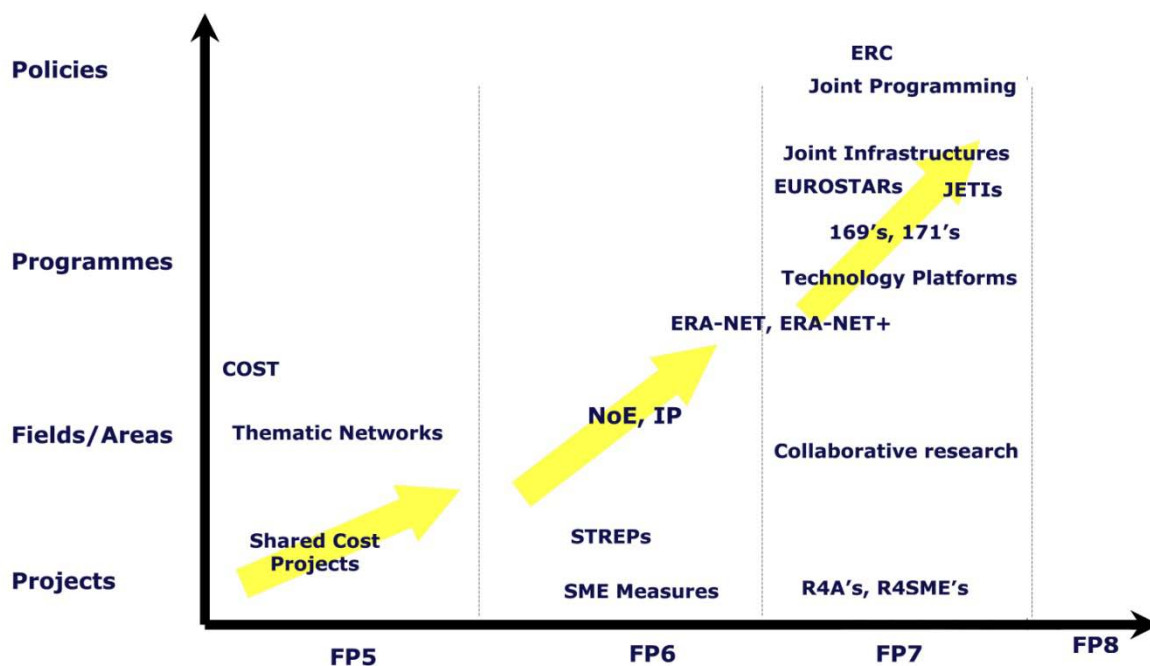 ERC
Policies
Joint Programming
Joint Infrastructures
EUROSTARs
JETIs
169’s, 171’s
Programmes
Technology Platforms
ERA-NET, ERA-NET+
COST
NoE, IP
Fields/Areas
Thematic Networks
Collaborative research
STREPs
Shared Cost
Projects
Projects
SME Measures
R4A’s, R4SME’s
FP5
FP6
FP7
FP8